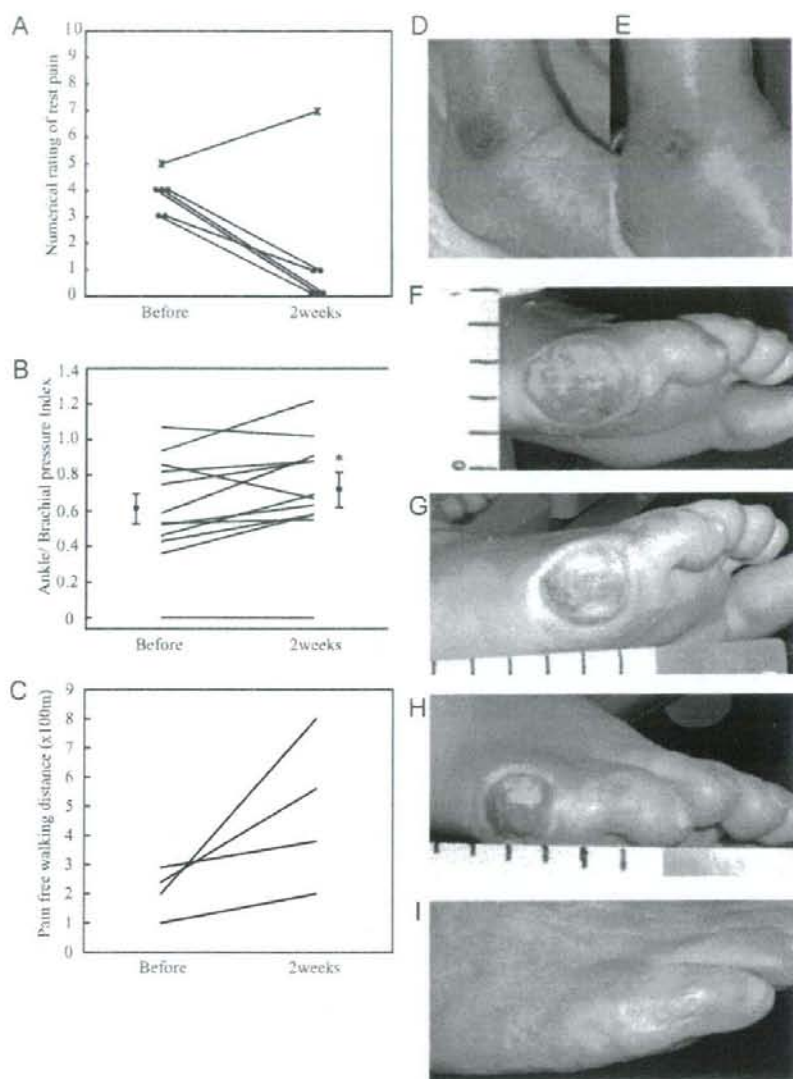 A
Numerical rating of rest pain
10
9
8
7
6
5
4
3
2
1
0
Before 2weeks
B
Ankle/ Brachial pressure Index
1.4
1.2
1.0
0.8
0.6
0.4
0.2
0
*
Before 2weeks
C
Pain free walking distance (x100m)
9
8
7
6
5
4
3
2
1
0
Before 2weeks
D
E
F
G
H
I